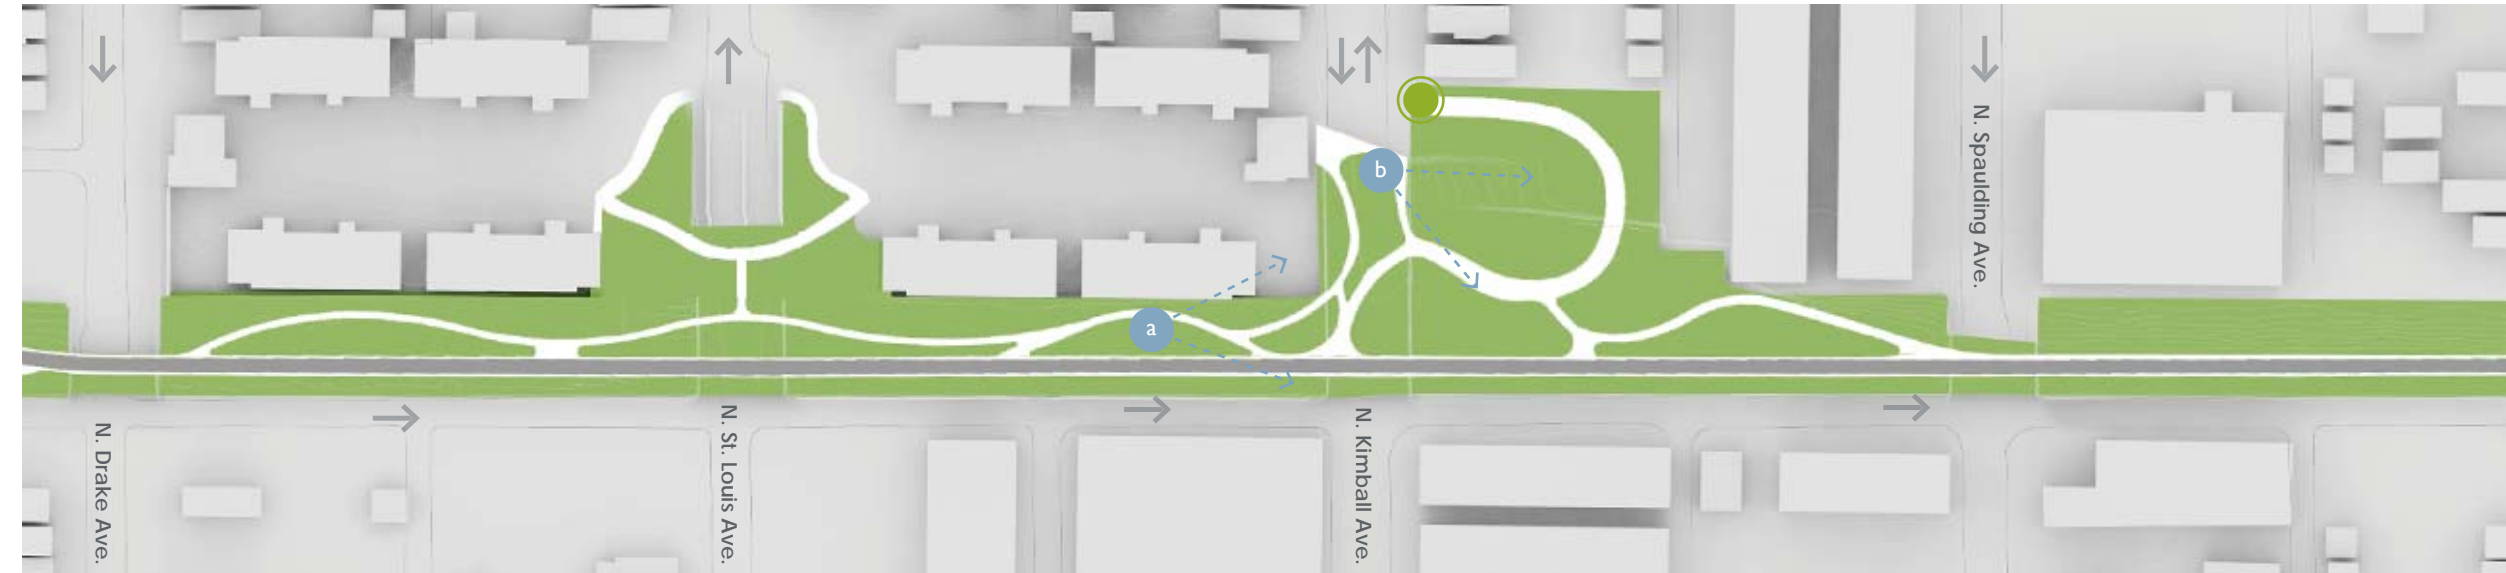 N. Spaulding Ave.
b
a
N. Drake Ave.
N. St. Louis Ave.
N. Kimball Ave.